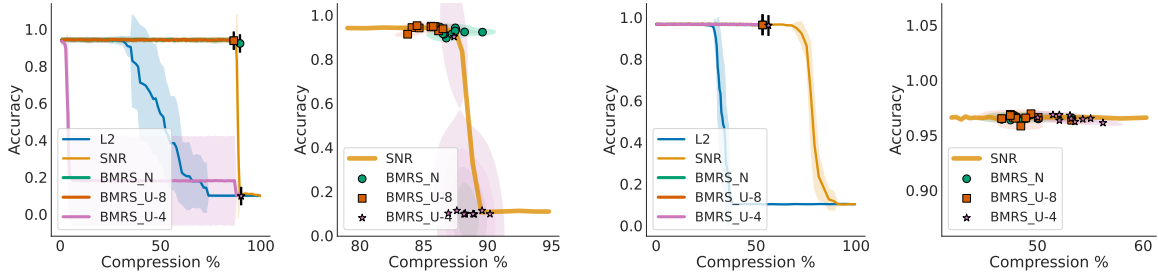 1.0
0.8
0.6
0.4
0.2
0.0
Accuracy
L2
SNR
BMRS_N
BMRS_U-8
BMRS_U-4
0
50
100
Compression %
1.0
0.8
0.6
0.4
0.2
0.0
Accuracy
SNR
BMRS_N
BMRS_U-8
BMRS_U-4
80
85
90
95
Compression %
1.0
0.8
0.6
0.4
0.2
0.0
Accuracy
L2
SNR
BMRS_N
BMRS_U-8
BMRS_U-4
0
50
100
Compression %
1.05
1.00
0.95
0.90
Accuracy
SNR
BMRS_N
BMRS_U-8
BMRS_U-4
50
60
Compression %